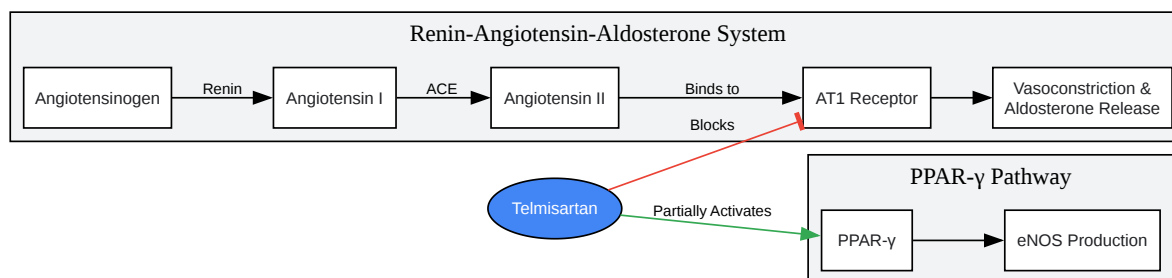 Renin-Angiotensin-Aldosterone System
Angiotensinogen
Renin
Angiotensin I
ACE
Angiotensin II
Binds to
AT1 Receptor
Vasoconstriction &
Aldosterone Release
Blocks
Telmisartan
Partially Activates
PPAR-γ Pathway
PPAR-γ
eNOS Production